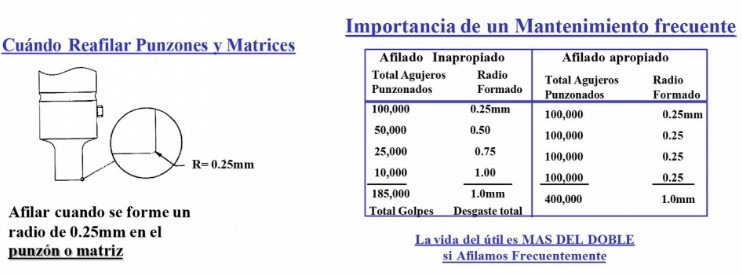 Cuándo Reafilar Punzones y Matrices
R= 0.25mm
Afilar cuando se forme un
radio de 0.25mm en el
punzón o matriz
Importancia de un Mantenimiento frecuente
Afilado Inapropiado
Total Agujeros Radio
Punzonados Formado
100,000 0.25mm
50,000 0.50
25,000 0.75
10,000 1.00
185,000 1.0mm
Total Golpes Desgaste total
Afilado apropiado
Total Agujeros Radio
Punzonados Formado
100,000 0.25mm
100,000 0.25
100,000 0.25
100,000 0.25
400,000 1.0mm
La vida del útil es MAS DEL DOBLE
si Afilamos Frecuentemente